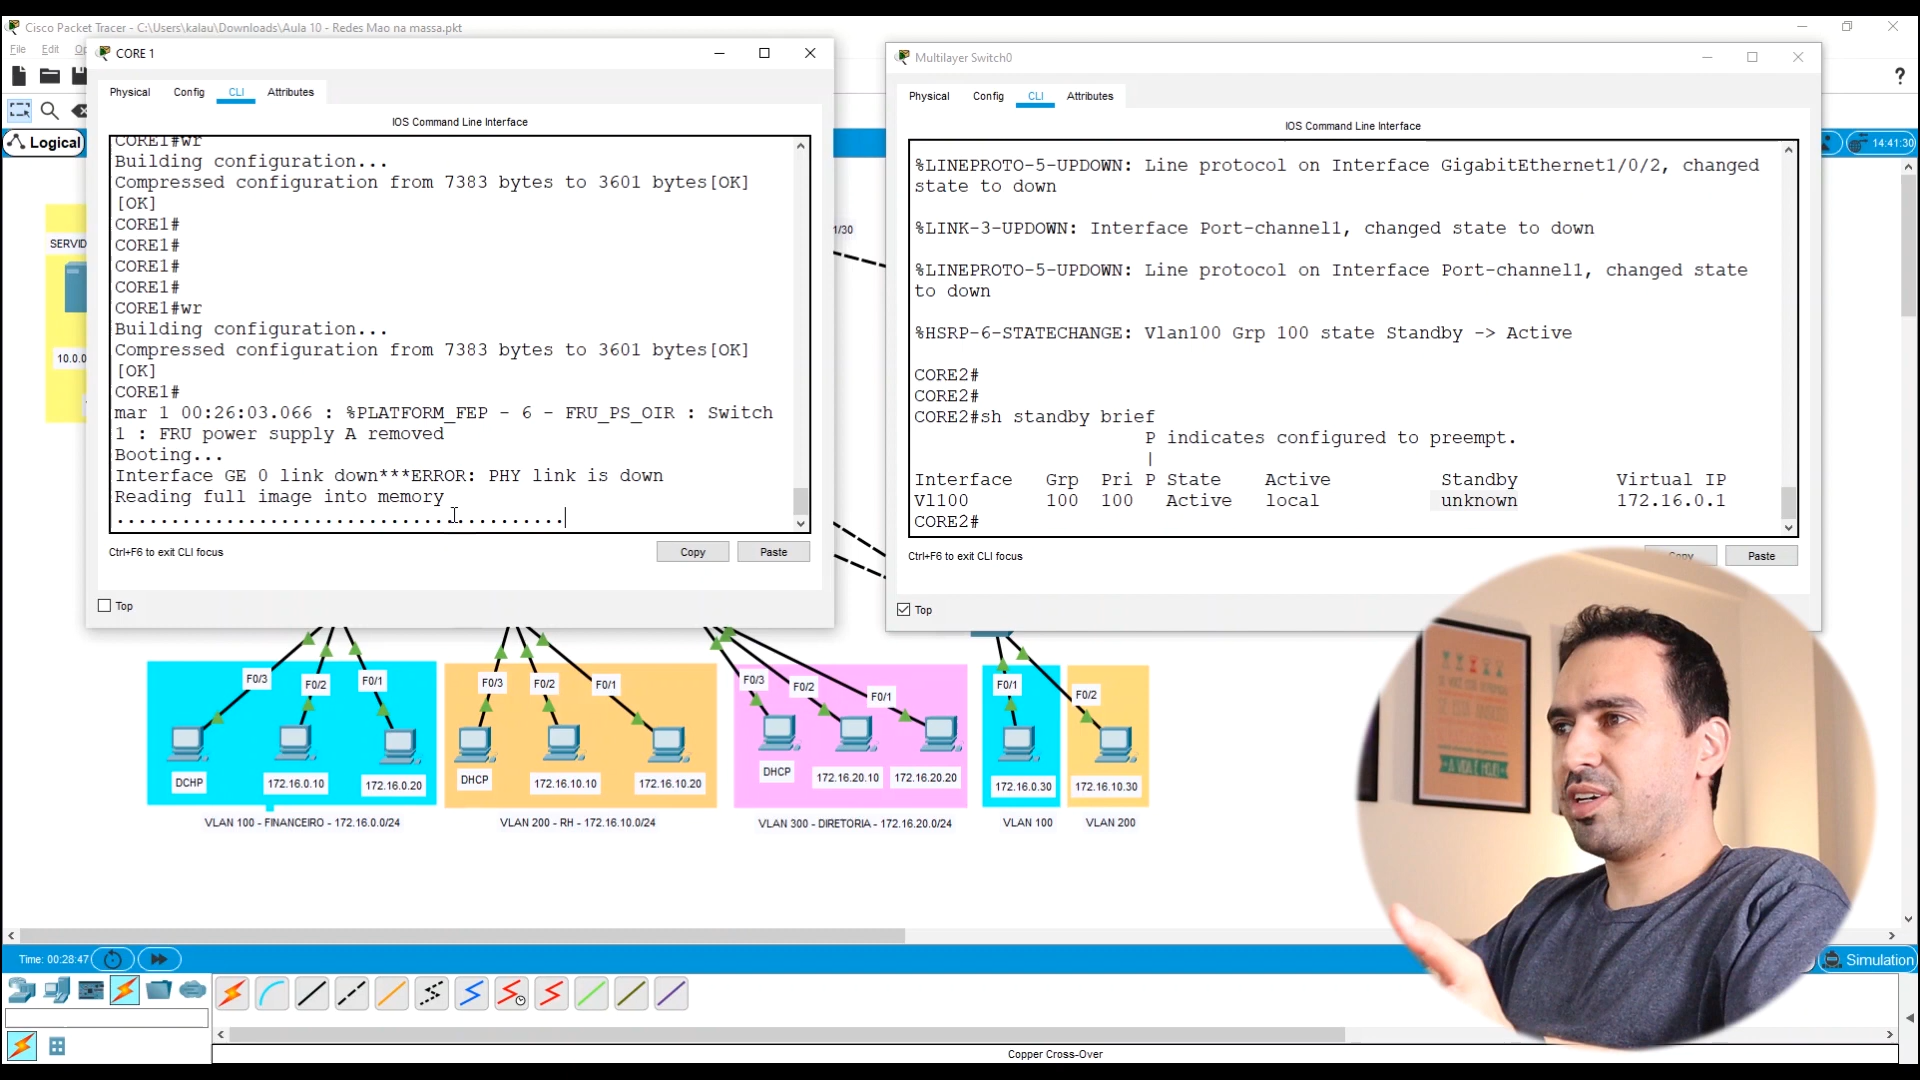 Cisco Packet Tracer - C:\Users\kalau\Downloads\Aula 10 - Redes Mao na massa.pkt
File Edit
Logical
14:41:30
CORE 1
Physical Config CLI Attributes
IOS Command Line Interface
CORE1#wr
Building configuration...
Compressed configuration from 7383 bytes to 3601 bytes[OK]
[OK]
CORE1#
CORE1#
CORE1#
CORE1#
CORE1#wr
Building configuration...
Compressed configuration from 7383 bytes to 3601 bytes[OK]
[OK]
CORE1#
mar 1 00:26:03.066 : %PLATFORM_FEP - 6 - FRU_PS_OIR : Switch
1 : FRU power supply A removed
Booting...
Interface GE 0 link down***ERROR: PHY link is down
Reading full image into memory
.........................................
Ctrl+F6 to exit CLI focus
Copy Paste
Top
Multilayer Switch0
Physical Config CLI Attributes
IOS Command Line Interface
%LINEPROTO-5-UPDOWN: Line protocol on Interface GigabitEthernet1/0/2, changed
state to down
%LINK-3-UPDOWN: Interface Port-channel1, changed state to down
%LINEPROTO-5-UPDOWN: Line protocol on Interface Port-channel1, changed state
to down
%HSRP-6-STATECHANGE: Vlan100 Grp 100 state Standby -> Active
CORE2#
CORE2#
CORE2#sh standby brief
P indicates configured to preempt.
|
Interface Grp Pri P State Active Standby Virtual IP
Vl100 100 100 Active local unknown 172.16.0.1
CORE2#
Ctrl+F6 to exit CLI focus
Copy Paste
Top
SERVID
10.0.0
1/30
F0/3 F0/2 F0/1
DCHP 172.16.0.10 172.16.0.20
VLAN 100 - FINANCEIRO - 172.16.0.0/24
F0/3 F0/2 F0/1
DHCP 172.16.10.10 172.16.10.20
VLAN 200 - RH - 172.16.10.0/24
F0/3 F0/2 F0/1
DHCP 172.16.20.10 172.16.20.20
VLAN 300 - DIRETORIA - 172.16.20.0/24
F0/1
172.16.0.30
VLAN 100
F0/2
172.16.10.30
VLAN 200
Time: 00:28:47
Simulation
Copper Cross-Over